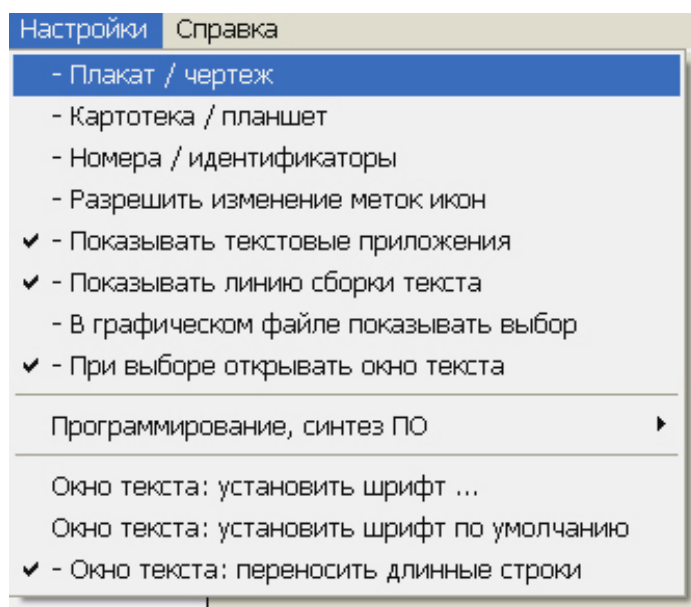 Настройки Справка
- Плакат / чертеж
- Картотека / планшет
- Номера / идентификаторы
- Разрешить изменение меток икон
✔ - Показывать текстовые приложения
✔ - Показывать линию сборки текста
- В графическом файле показывать выбор
✔ - При выборе открывать окно текста
Программирование, синтез ПО
Окно текста: установить шрифт ...
Окно текста: установить шрифт по умолчанию
✔ - Окно текста: переносить длинные строки